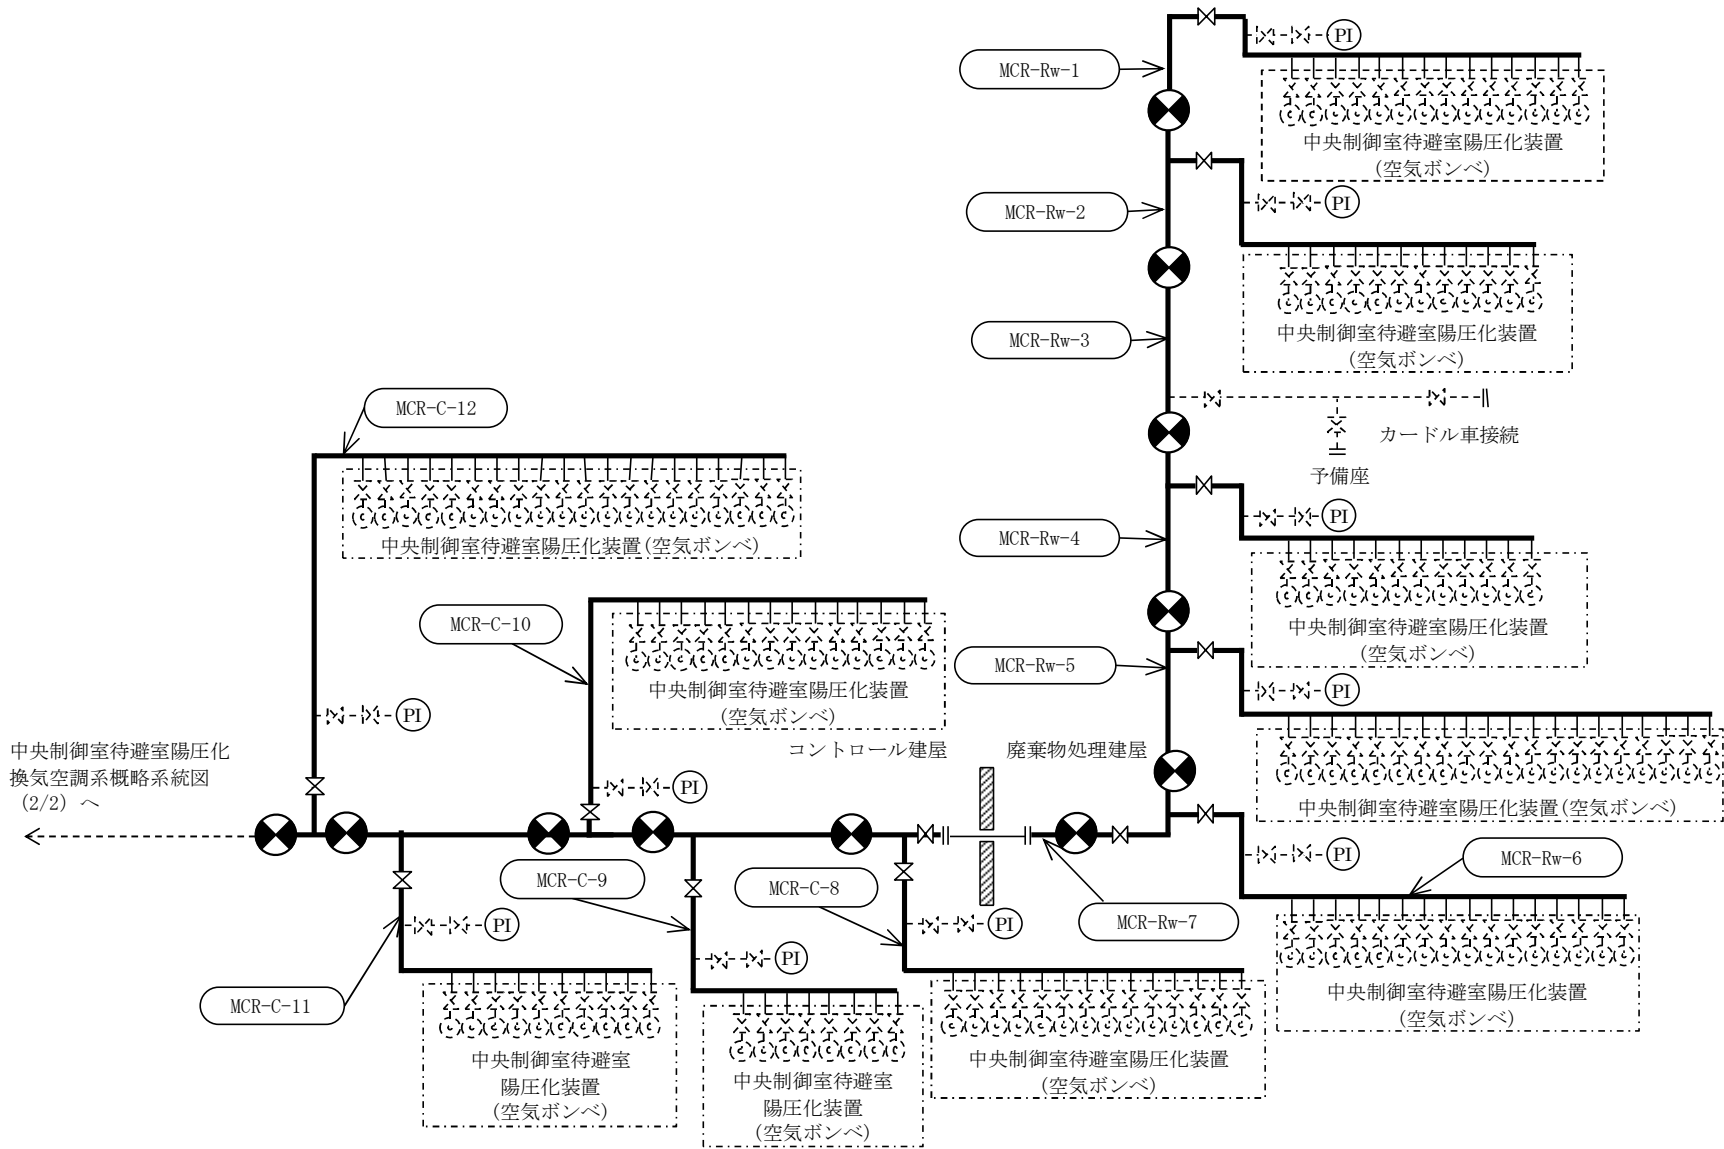 PI
MCR-Rw-1
中央制御室待避室陽圧化装置
(空気ボンベ)
MCR-Rw-2
PI
中央制御室待避室陽圧化装置
(空気ボンベ)
MCR-Rw-3
カードル車接続
予備座
MCR-C-12
中央制御室待避室陽圧化装置(空気ボンベ)
PI
MCR-Rw-4
中央制御室待避室陽圧化装置
(空気ボンベ)
MCR-C-10
中央制御室待避室陽圧化装置
(空気ボンベ)
MCR-Rw-5
PI
中央制御室待避室陽圧化装置(空気ボンベ)
PI
コントロール建屋
廃棄物処理建屋
中央制御室待避室陽圧化
換気空調系概略系統図
(2/2) へ
PI
PI
MCR-Rw-6
中央制御室待避室陽圧化装置
(空気ボンベ)
MCR-C-9
MCR-C-8
MCR-Rw-7
PI
PI
PI
MCR-C-11
中央制御室待避室
陽圧化装置
(空気ボンベ)
中央制御室待避室
陽圧化装置
(空気ボンベ)
中央制御室待避室陽圧化装置
(空気ボンベ)